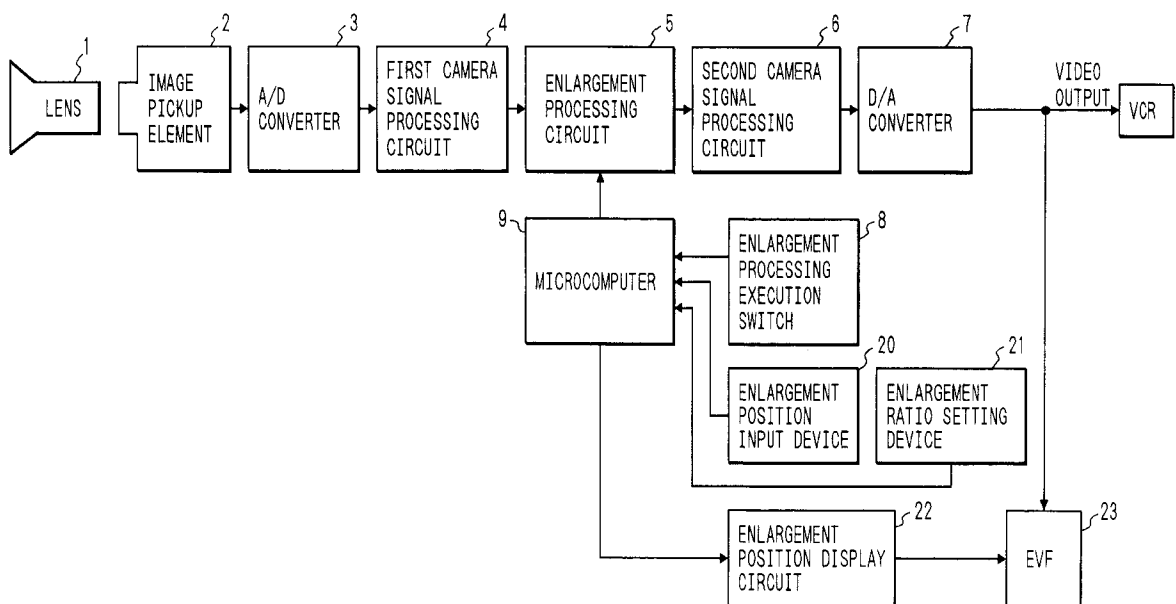 1
LENS
2
IMAGE
PICKUP
ELEMENT
3
A/D
CONVERTER
4
FIRST CAMERA
SIGNAL
PROCESSING
CIRCUIT
5
ENLARGEMENT
PROCESSING
CIRCUIT
6
SECOND CAMERA
SIGNAL
PROCESSING
CIRCUIT
7
D/A
CONVERTER
VIDEO
OUTPUT
VCR
9
MICROCOMPUTER
8
ENLARGEMENT
PROCESSING
EXECUTION
SWITCH
20
ENLARGEMENT
POSITION
INPUT DEVICE
21
ENLARGEMENT
RATIO SETTING
DEVICE
22
ENLARGEMENT
POSITION DISPLAY
CIRCUIT
23
EVF